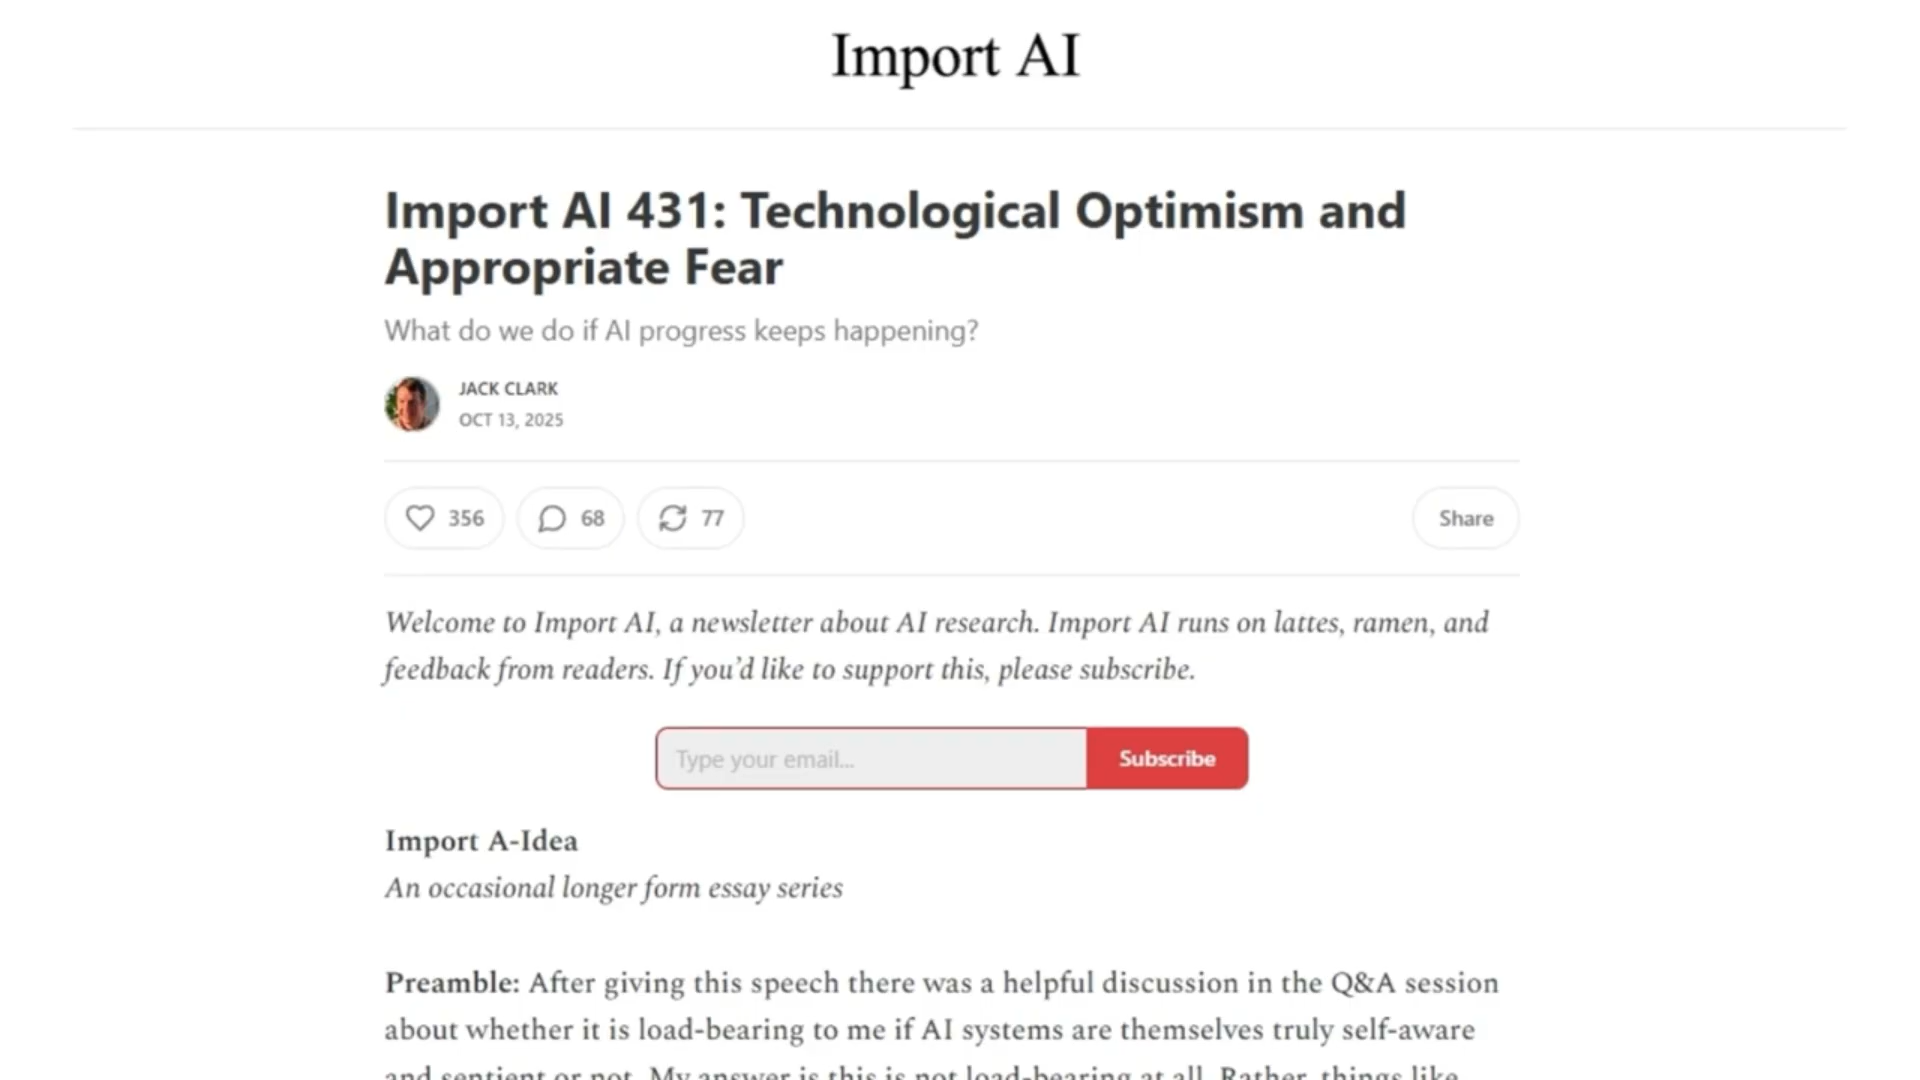 Import AI
Import AI 431: Technological Optimism and
Appropriate Fear
What do we do if AI progress keeps happening?
JACK CLARK
OCT 13, 2025
356 68 77 Share
Welcome to Import AI, a newsletter about AI research. Import AI runs on lattes, ramen, and
feedback from readers. If you’d like to support this, please subscribe.
Type your email... Subscribe
Import A-Idea
An occasional longer form essay series
Preamble: After giving this speech there was a helpful discussion in the Q&A session
about whether it is load-bearing to me if AI systems are themselves truly self-aware
and sentient or not. My answer is this is not load-bearing at all. Rather, things like